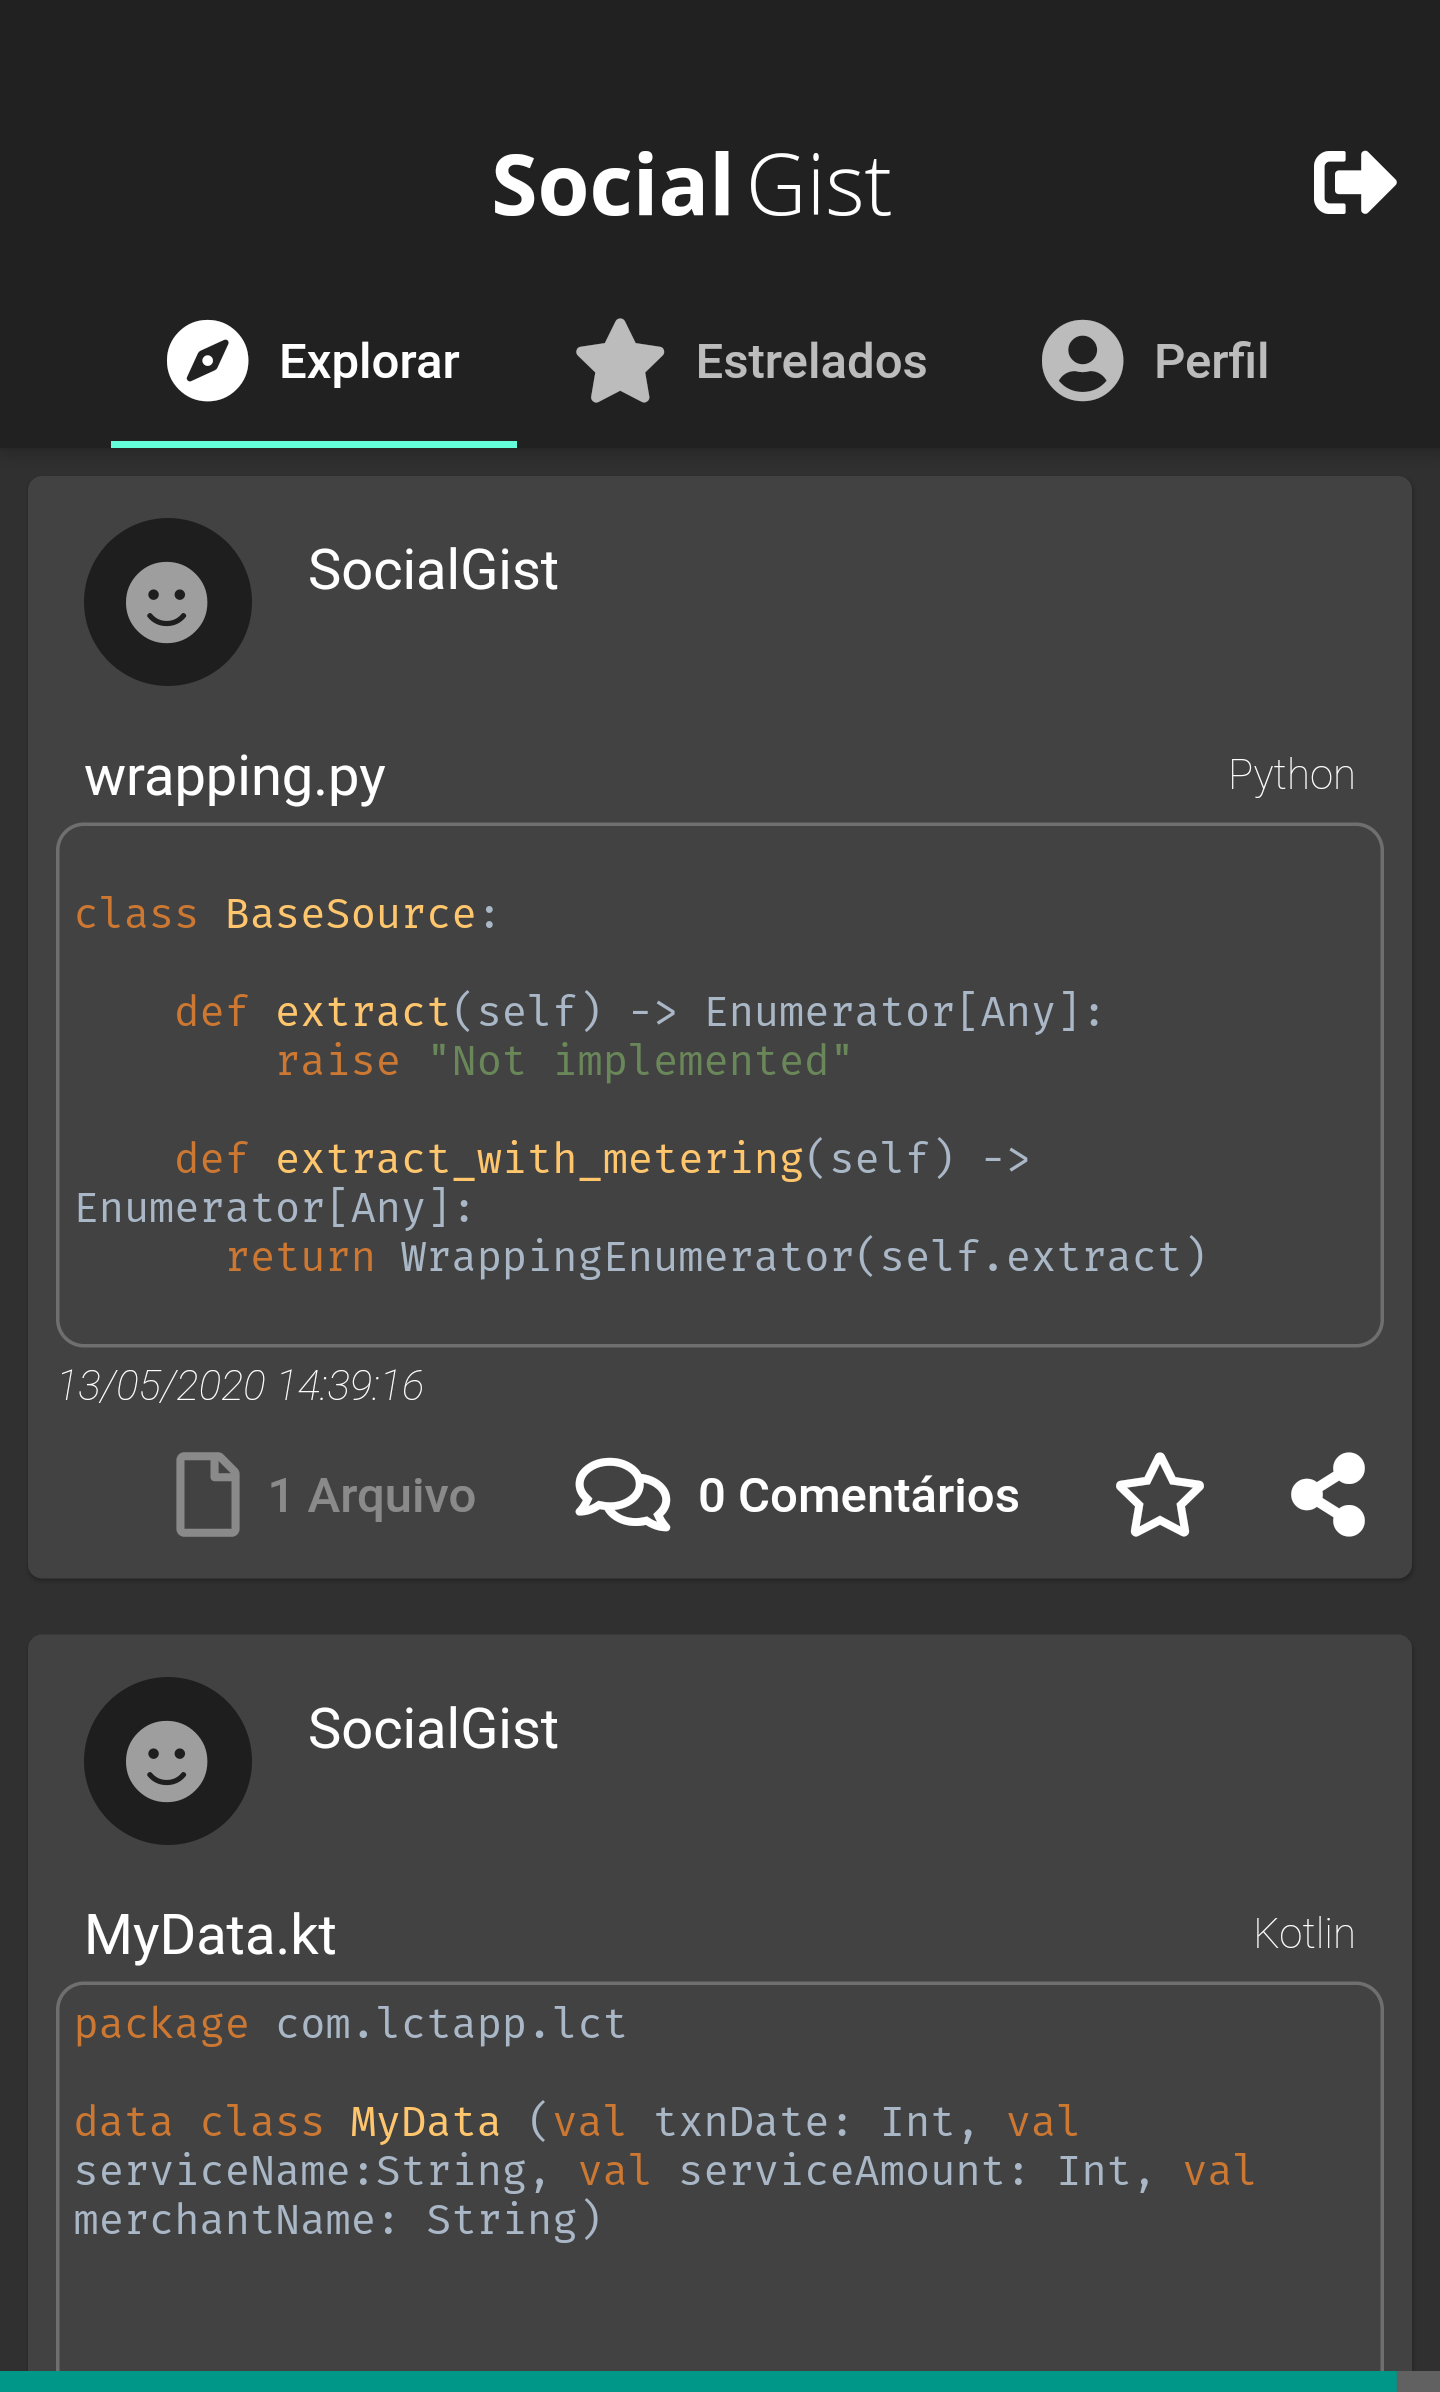 Social Gist
Explorar Estrelados Perfil
SocialGist
wrapping.py Python
class BaseSource:
    def extract(self) -> Enumerator[Any]:
        raise "Not implemented"
    def extract_with_metering(self) ->
Enumerator[Any]:
      return WrappingEnumerator(self.extract)
13/05/2020 14:39:16
1 Arquivo 0 Comentários
SocialGist
MyData.kt Kotlin
package com.lctapp.lct
data class MyData (val txnDate: Int, val
serviceName:String, val serviceAmount: Int, val
merchantName: String)